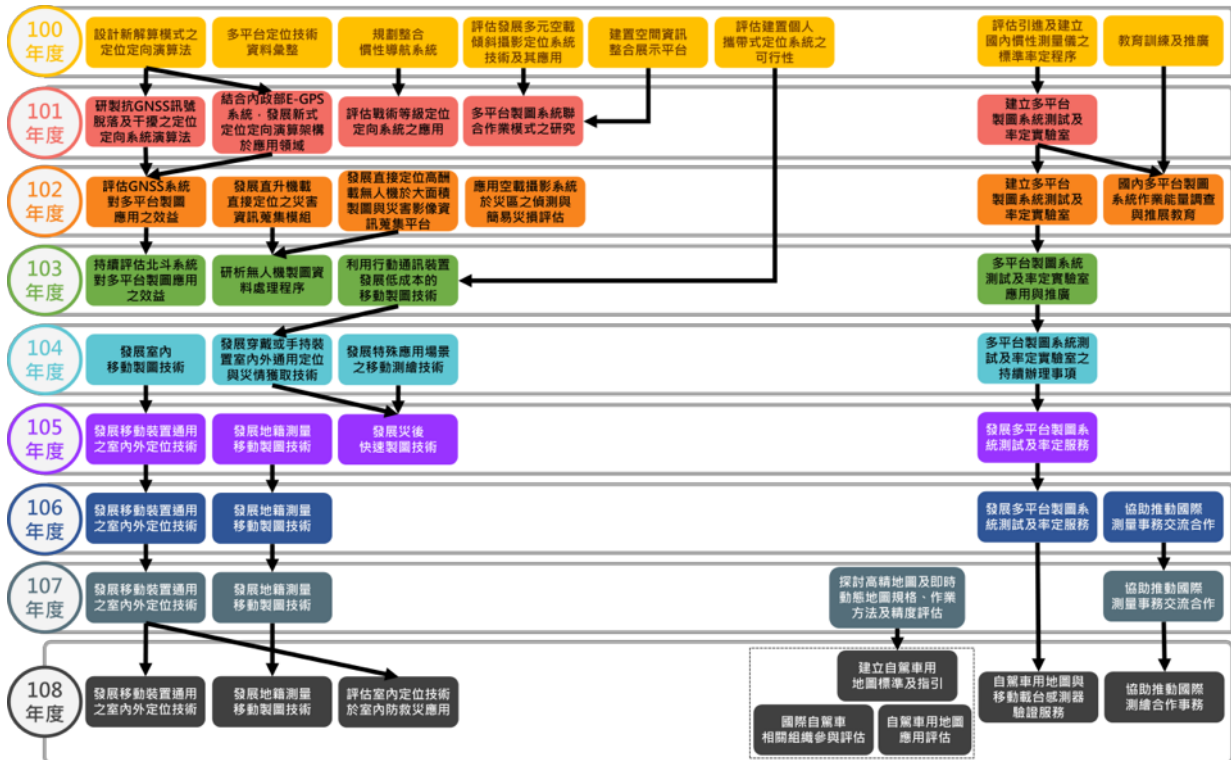 100
年度
設計新解算模式之
定位定向演算法
多平台定位技術
資料彙整
規劃整合
慣性導航系統
評估發展多元空載
傾斜攝影定位系統
技術及其應用
建置空間資訊
整合展示平台
評估建置個人
攜帶式定位系統之
可行性
評估引進及建立
國內慣性測量儀之
標準率定程序
教育訓練及推廣
101
年度
研製抗GNSS訊號
脫落及干擾之定位
定向系統演算法
結合內政部E-GPS
系統，發展新式
定位定向演算架構
於應用領域
評估戰術等級定位
定向系統之應用
多平台製圖系統聯
合作業模式之研究
建立多平台
製圖系統測試及
率定實驗室
102
年度
評估GNSS系統
對多平台製圖
應用之效益
發展直升機載
直接定位之災害
資訊蒐集模組
發展直接定位高酬
載無人機於大面積
製圖與災害影像資
訊蒐集平台
應用空載攝影系統
於災區之偵測與
簡易災損評估
建立多平台
製圖系統測試及
率定實驗室
國內多平台製圖
系統作業能量調查
與推展教育
103
年度
持續評估北斗系統
對多平台製圖應用
之效益
研析無人機製圖資
料處理程序
利用行動通訊裝置
發展低成本的
移動製圖技術
多平台製圖系統
測試及率定實驗室
應用與推廣
104
年度
發展室內
移動製圖技術
發展穿戴或手持裝
置室內外通用定位
與災情獲取技術
發展特殊應用場景
之移動測繪技術
多平台製圖系統測
試及率定實驗室之
持續辦理事項
105
年度
發展移動裝置通用
之室內外定位技術
發展地籍測量
移動製圖技術
發展災後
快速製圖技術
發展多平台製圖系
統測試及率定服務
106
年度
發展移動裝置通用
之室內外定位技術
發展地籍測量
移動製圖技術
發展多平台製圖系
統測試及率定服務
協助推動國際
測量事務交流合作
107
年度
發展移動裝置通用
之室內外定位技術
發展地籍測量
移動製圖技術
探討高精地圖及即時
動態地圖規格、作業
方法及精度評估
協助推動國際
測量事務交流合作
108
年度
發展移動裝置通用
之室內外定位技術
發展地籍測量
移動製圖技術
評估室內定位技術
於室內防救災應用
建立自駕車用
地圖標準及指引
國際自駕車
相關組織參與評估
自駕車用地圖
應用評估
自駕車用地圖與
移動載台感測器
驗證服務
協助推動國際
測繪合作事務